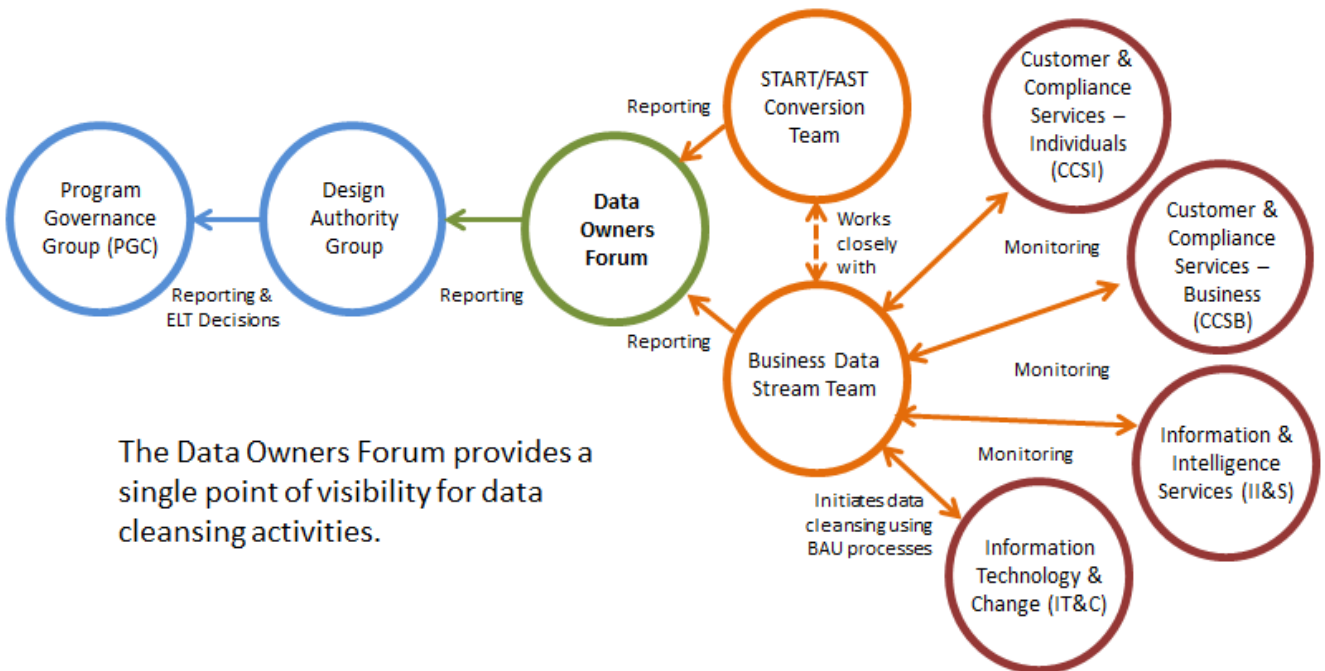 Program
Governance
Group (PGC)
Reporting &
ELT Decisions
Design
Authority
Group
Reporting
Data
Owners
Forum
Reporting
START/FAST
Conversion
Team
Works
closely
with
Reporting
Business Data
Stream Team
Customer &
Compliance
Services –
Individuals
(CCSI)
Monitoring
Customer &
Compliance
Services –
Business
(CCSB)
Monitoring
Information &
Intelligence
Services (II&S)
Monitoring
Initiates data
cleansing using
BAU processes
Information
Technology &
Change (IT&C)
The Data Owners Forum provides a
single point of visibility for data
cleansing activities.